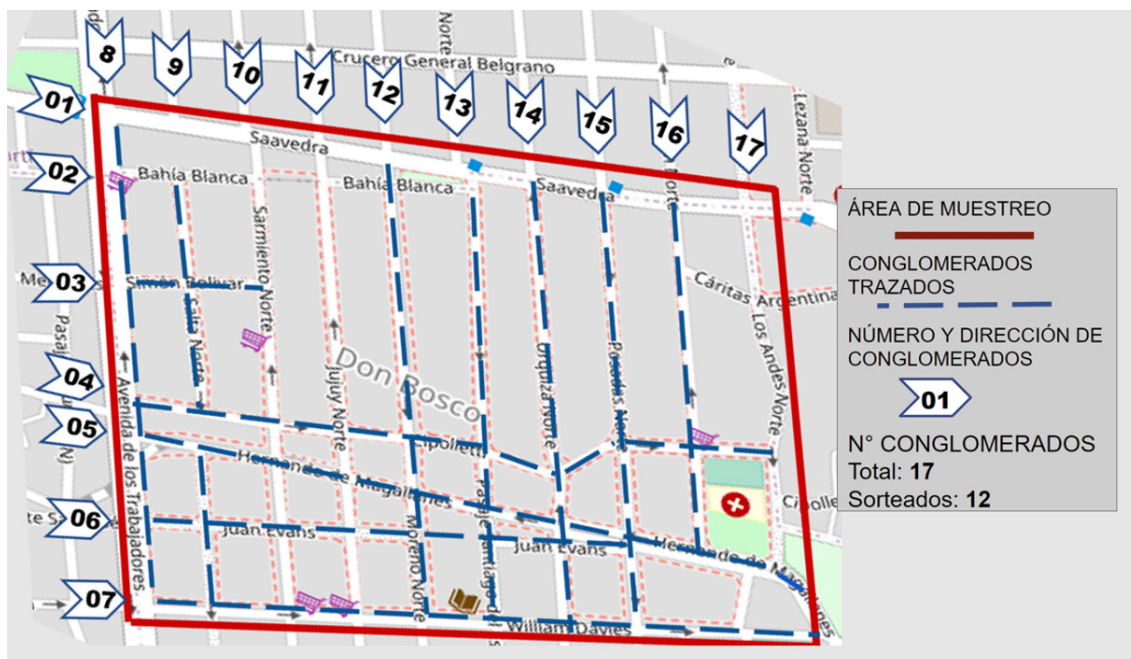 8
9
10
11
12
13
14
15
16
17
Norte
Crucero General Belgrano
Lezana Norte
01
Saavedra
02
Bahía Blanca
Bahía Blanca
Saavedra
Norte
Sarmiento Norte
03
Simón Bolívar
Cáritas Argentina
Salta Norte
Los Andes Norte
Don Bosco
Jujuy Norte
Urquiza Norte
Posadas Norte
04
05
Avenida de los Trabajadores
Cipolletti
Hernando de Magallanes
Moreno Norte
06
Juan Evans
Juan Evans
Hernando de Magallanes
07
William Davies
ÁREA DE MUESTREO
CONGLOMERADOS
TRAZADOS
NÚMERO Y DIRECCIÓN DE
CONGLOMERADOS
01
N° CONGLOMERADOS
Total: 17
Sorteados: 12